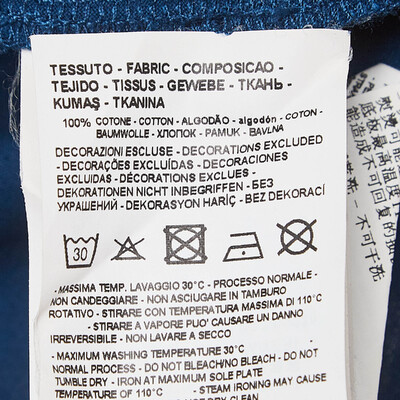 TESSUTO - FABRIC - COMPOSICAO -
TEJIDO - TISSUS - GEWEBE - ТКАНЬ -
KUMAŞ - TKANINA
100% COTONE - COTTON - ALGODÃO - algodón - COTON -
BAUMWOLLE - ХЛОПОК - PAMUK - BAVLNA
DECORAZIONI ESCLUSE - DECORATIONS EXCLUDED
- DECORAÇÕES EXCLUÍDAS - DECORACIONES
EXCLUIDAS - DÉCORATIONS EXCLUES -
DEKORATIONEN NICHT INBEGRIFFEN - БЕЗ
УКРАШЕНИЙ - DEKORASYON HARİÇ - BEZ DEKORACÍ
30
- MASSIMA TEMP. LAVAGGIO 30°C - PROCESSO NORMALE -
NON CANDEGGIARE - NON ASCIUGARE IN TAMBURO
ROTATIVO - STIRARE CON TEMPERATURA MASSIMA DI 110°C
- STIRARE A VAPORE PUO' CAUSARE UN DANNO
IRREVERSIBILE - NON LAVARE A SECCO
- MAXIMUM WASHING TEMPERATURE 30°C
NORMAL PROCESS - DO NOT BLEACH/NO BLEACH - DO NOT
TUMBLE DRY - IRON AT MAXIMUM SOLE PLATE
TEMPERATURE OF 110°C - STEAM IRONING MAY CAUSE